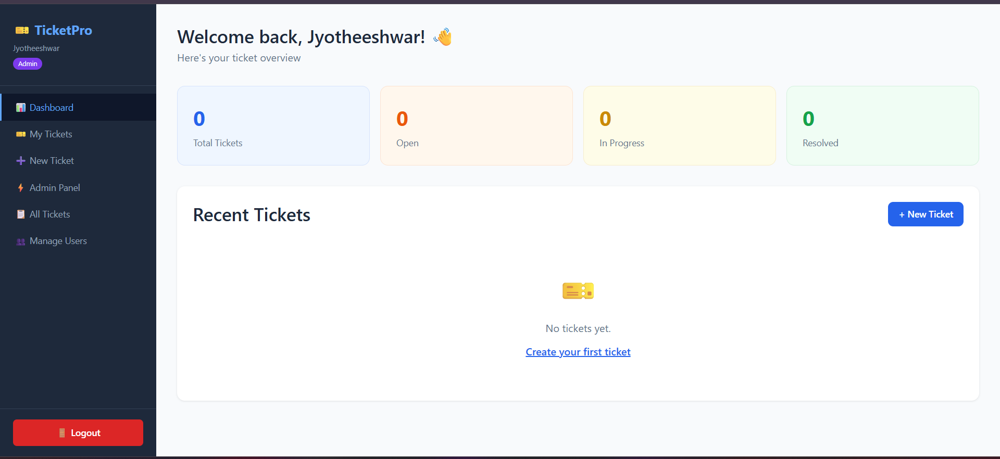 TicketPro
Jyotheeshwar
Admin
Dashboard
My Tickets
New Ticket
Admin Panel
All Tickets
Manage Users
Logout
Welcome back, Jyotheeshwar!
Here's your ticket overview
0
Total Tickets
0
Open
0
In Progress
0
Resolved
Recent Tickets
+ New Ticket
No tickets yet.
Create your first ticket